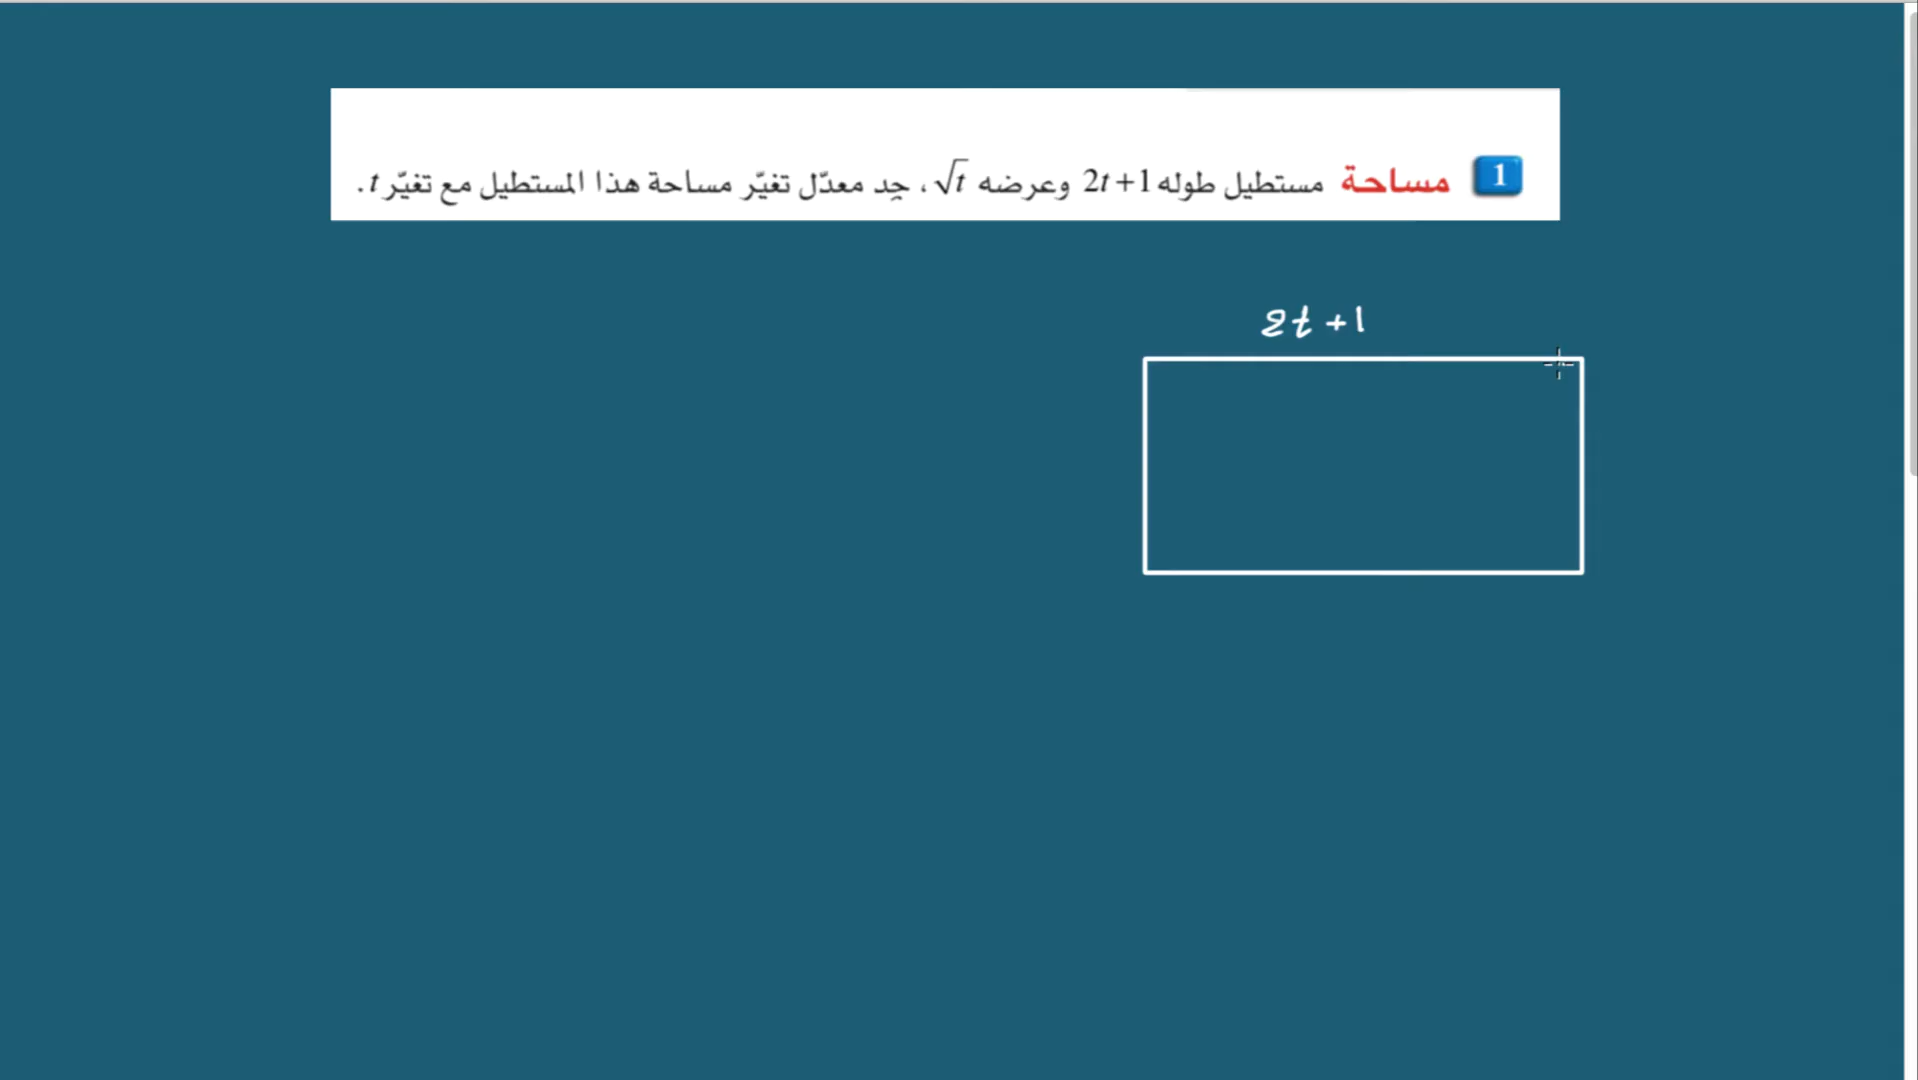 1 مساحة مستطيل طوله 2t+1 وعرضه √t ، جِد معدّل تغيّر مساحة هذا المستطيل مع تغيّر t .
2t +1